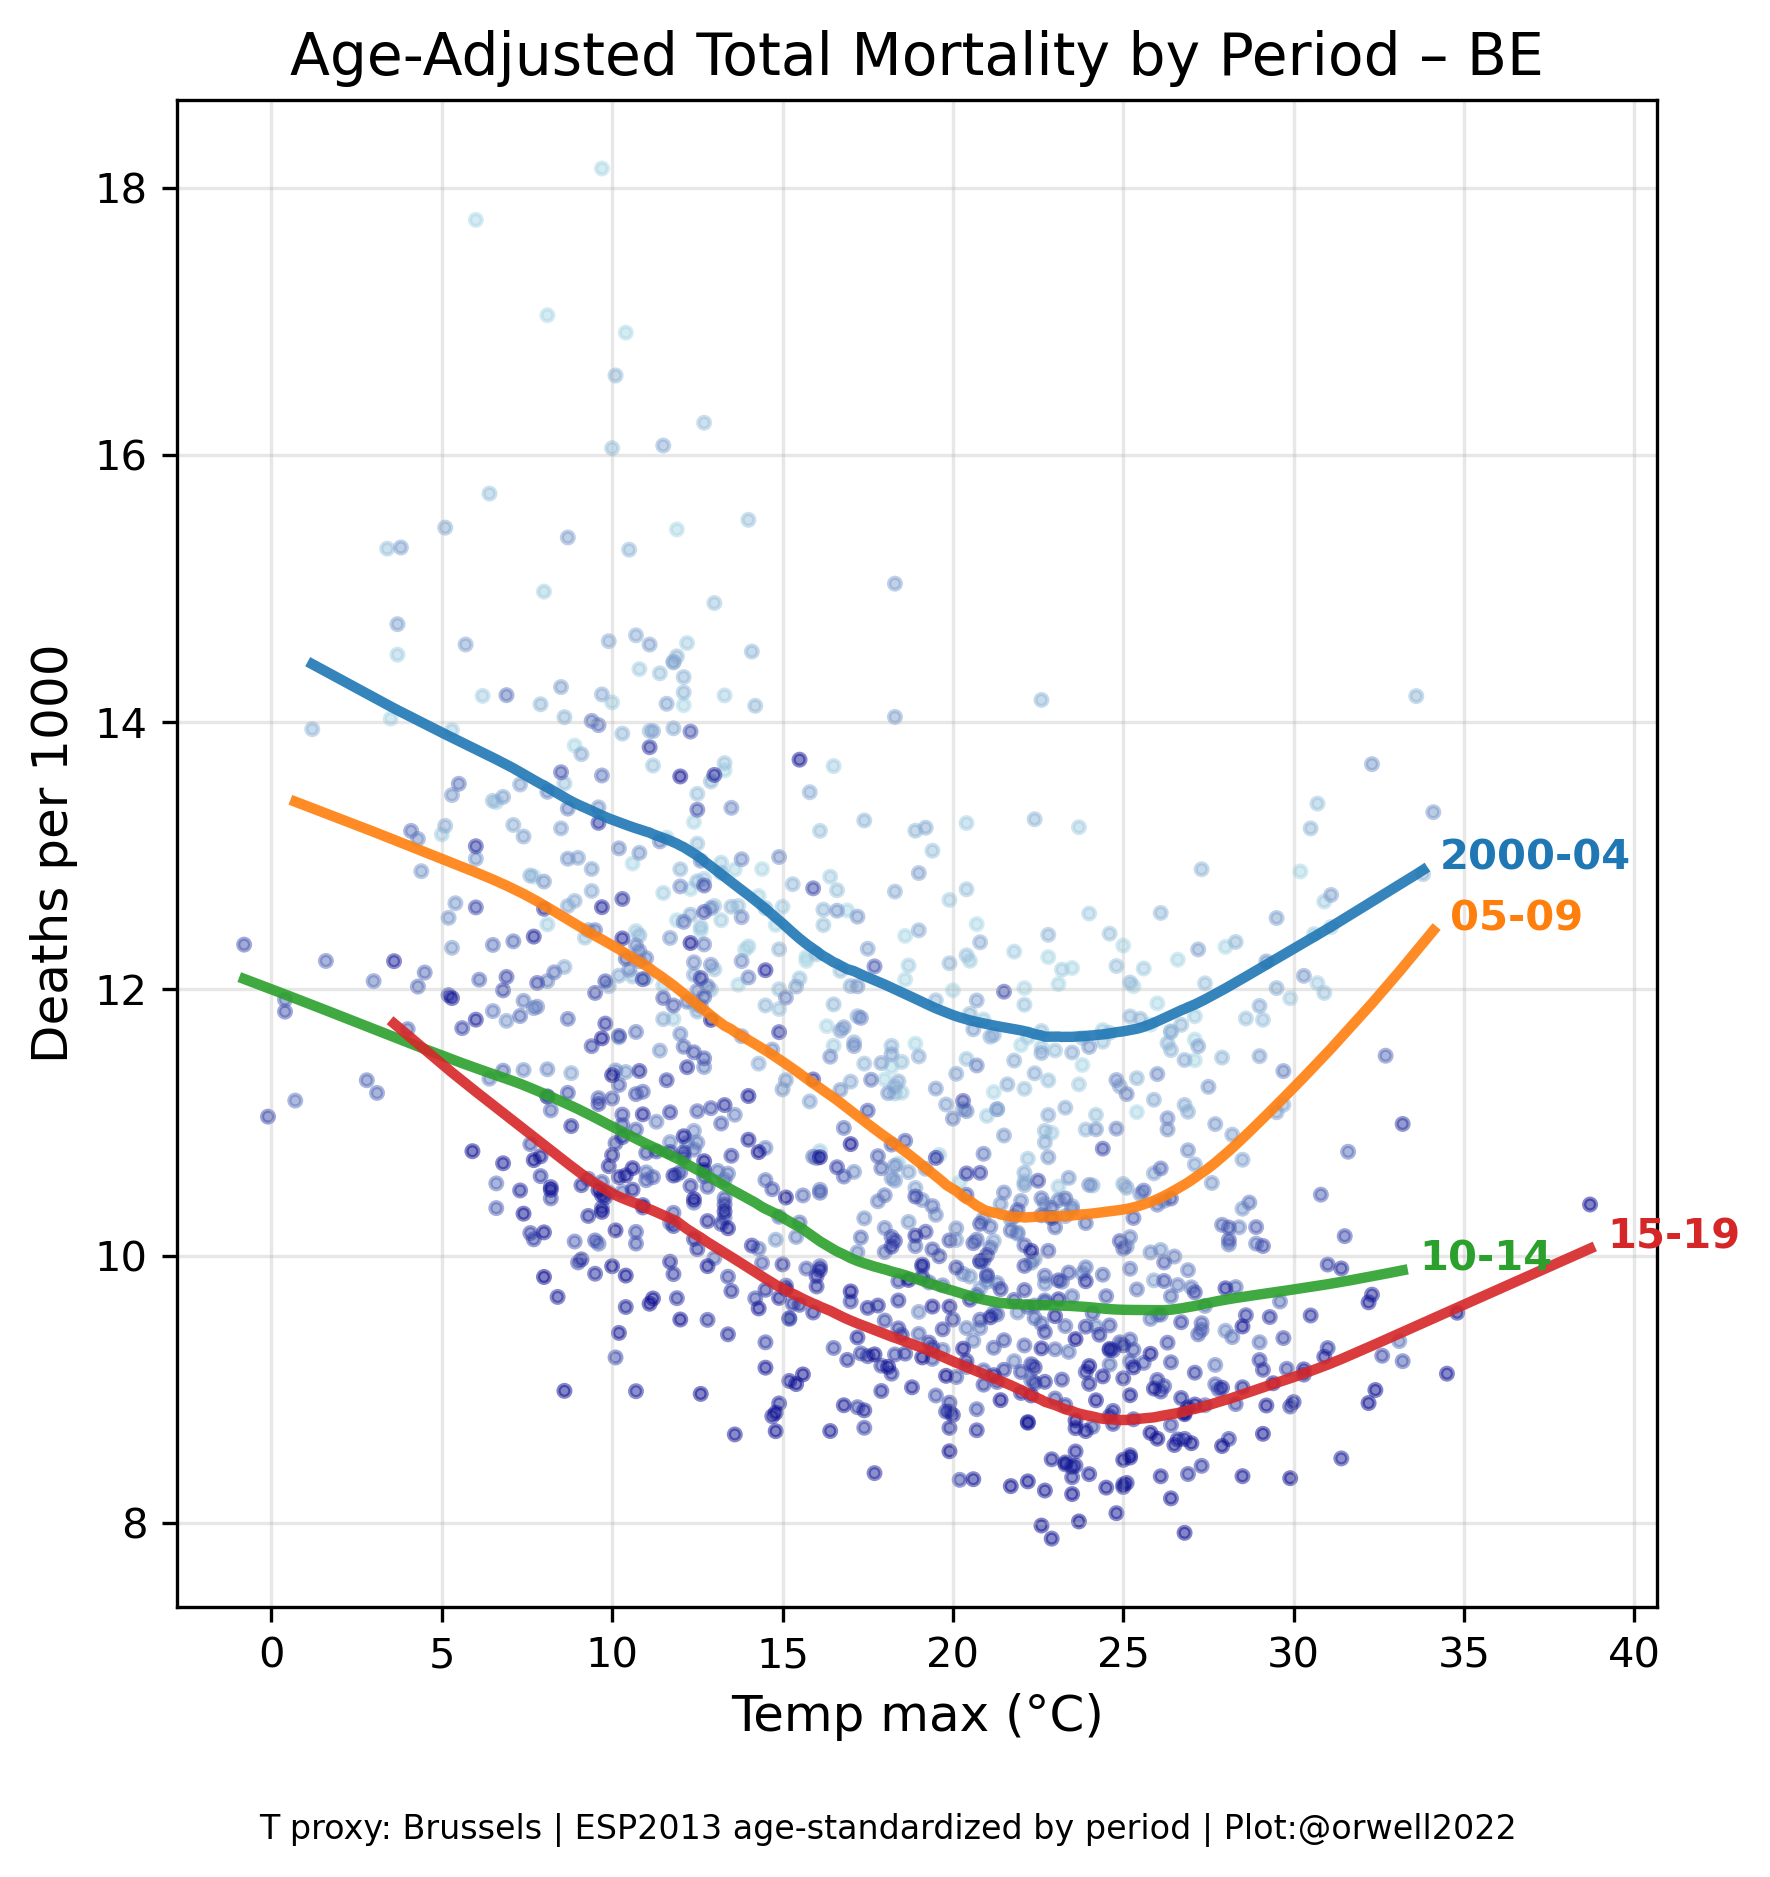 Age-Adjusted Total Mortality by Period – BE
Deaths per 1000
18
16
14
12
10
8
2000-04
05-09
10-14
15-19
0 5 10 15 20 25 30 35 40
Temp max (°C)
T proxy: Brussels | ESP2013 age-standardized by period | Plot:@orwell2022